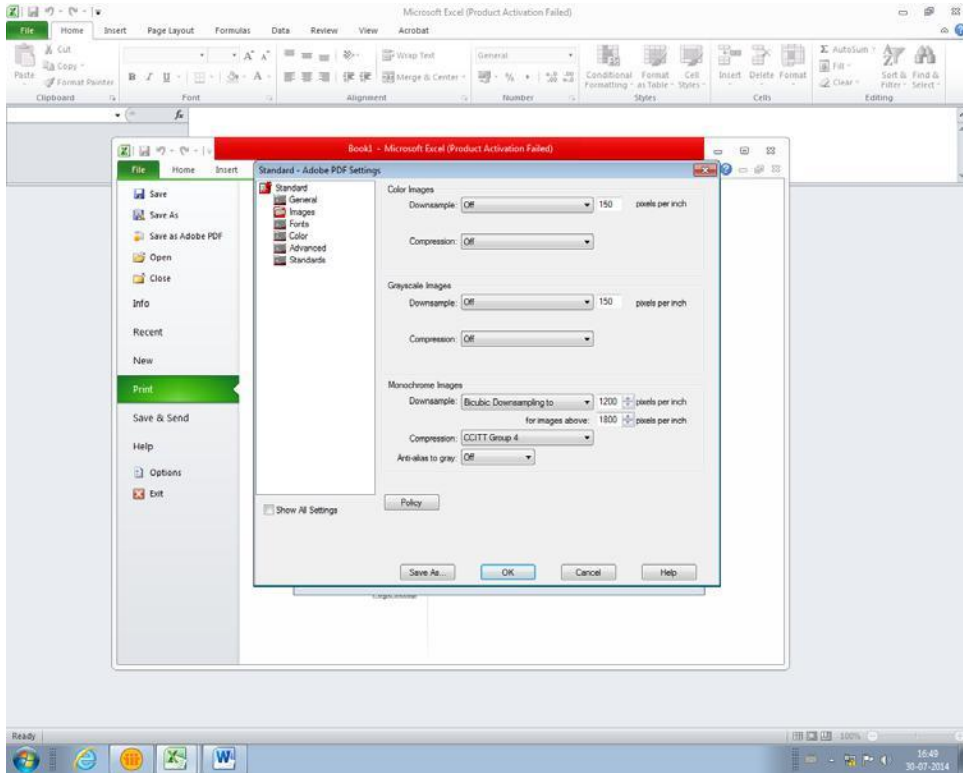 Microsoft Excel (Product Activation Failed)
File Home Insert Page Layout Formulas Data Review View Acrobat
Paste
Cut
Copy
Format Painter
Clipboard
B I U
A A
A
Font
Wrap Text
Merge & Center
Alignment
General
%
Number
Conditional Formatting
Format as Table
Cell Styles
Styles
Insert Delete Format
Cells
Σ AutoSum
Fill
Clear
Sort & Filter
Find & Select
Editing
fx
Book1 - Microsoft Excel (Product Activation Failed)
File Home Insert
Save
Save As
Save as Adobe PDF
Open
Close
Info
Recent
New
Print
Save & Send
Help
Options
Exit
Standard - Adobe PDF Settings
Standard
General
Images
Fonts
Color
Advanced
Standards
Show All Settings
Color Images
Downsample: Off 150 pixels per inch
Compression: Off
Grayscale Images
Downsample: Off 150 pixels per inch
Compression: Off
Monochrome Images
Downsample: Bicubic Downsampling to 1200 pixels per inch
for images above: 1800 pixels per inch
Compression: CCITT Group 4
Anti-alias to gray: Off
Policy
Save As... OK Cancel Help
Ready
100%
16:49
30-07-2014